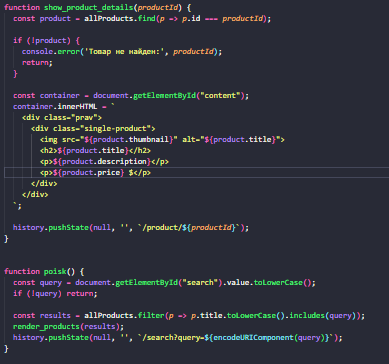 function show_product_details(productId) {
  const product = allProducts.find(p => p.id === productId);

  if (!product) {
    console.error('Товар не найден:', productId);
    return;
  }

  const container = document.getElementById("content");
  container.innerHTML = `
    <div class="prav">
      <div class="single-product">
        <img src="${product.thumbnail}" alt="${product.title}">
        <h2>${product.title}</h2>
        <p>${product.description}</p>
        <p>${product.price} $</p>
      </div>
    </div>
  `;

  history.pushState(null, '', `/product/${productId}`);
}

function poisk() {
  const query = document.getElementById("search").value.toLowerCase();
  if (!query) return;

  const results = allProducts.filter(p => p.title.toLowerCase().includes(query));
  render_products(results);
  history.pushState(null, '', `/search?query=${encodeURIComponent(query)}`);
}